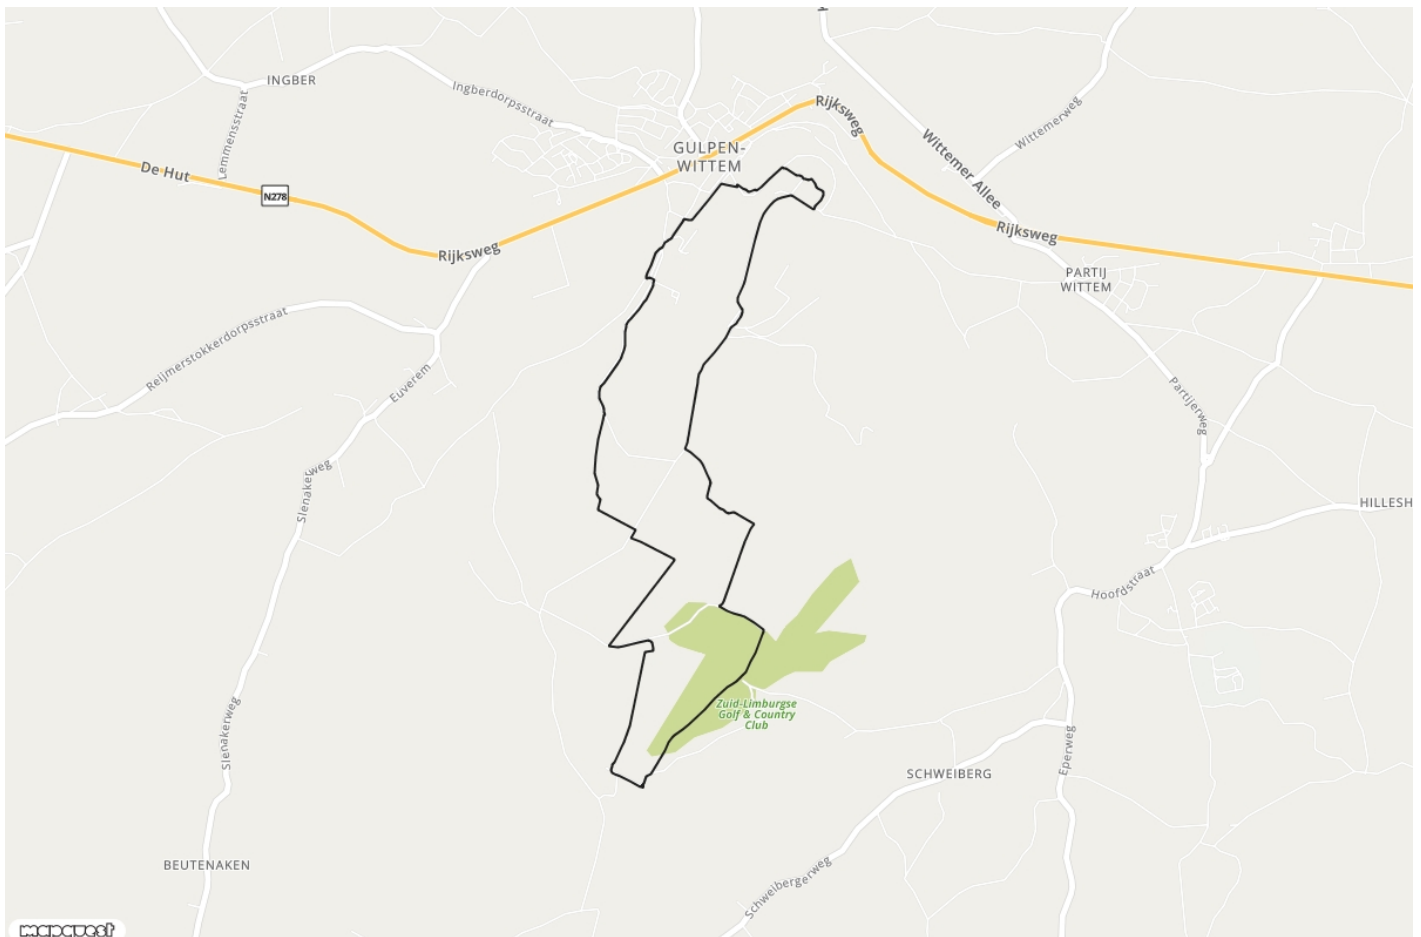 INGBER
Ingberdorpsstraat
Lemmensstraat
De Hut
N278
Rijksweg
GULPEN-
WITTEM
Rijksweg
Wittemer Allee
Wittemerweg
Rijksweg
PARTIJ
WITTEM
Partijerweg
Reijmerstokkerdorpsstraat
Euverem
Slenakerweg
HILLESH
Hoofdstraat
Slenakerweg
Zuid-Limburgse
Golf & Country
Club
Eperweg
SCHWEIBERG
BEUTENAKEN
Schweibergerweg
mapquest